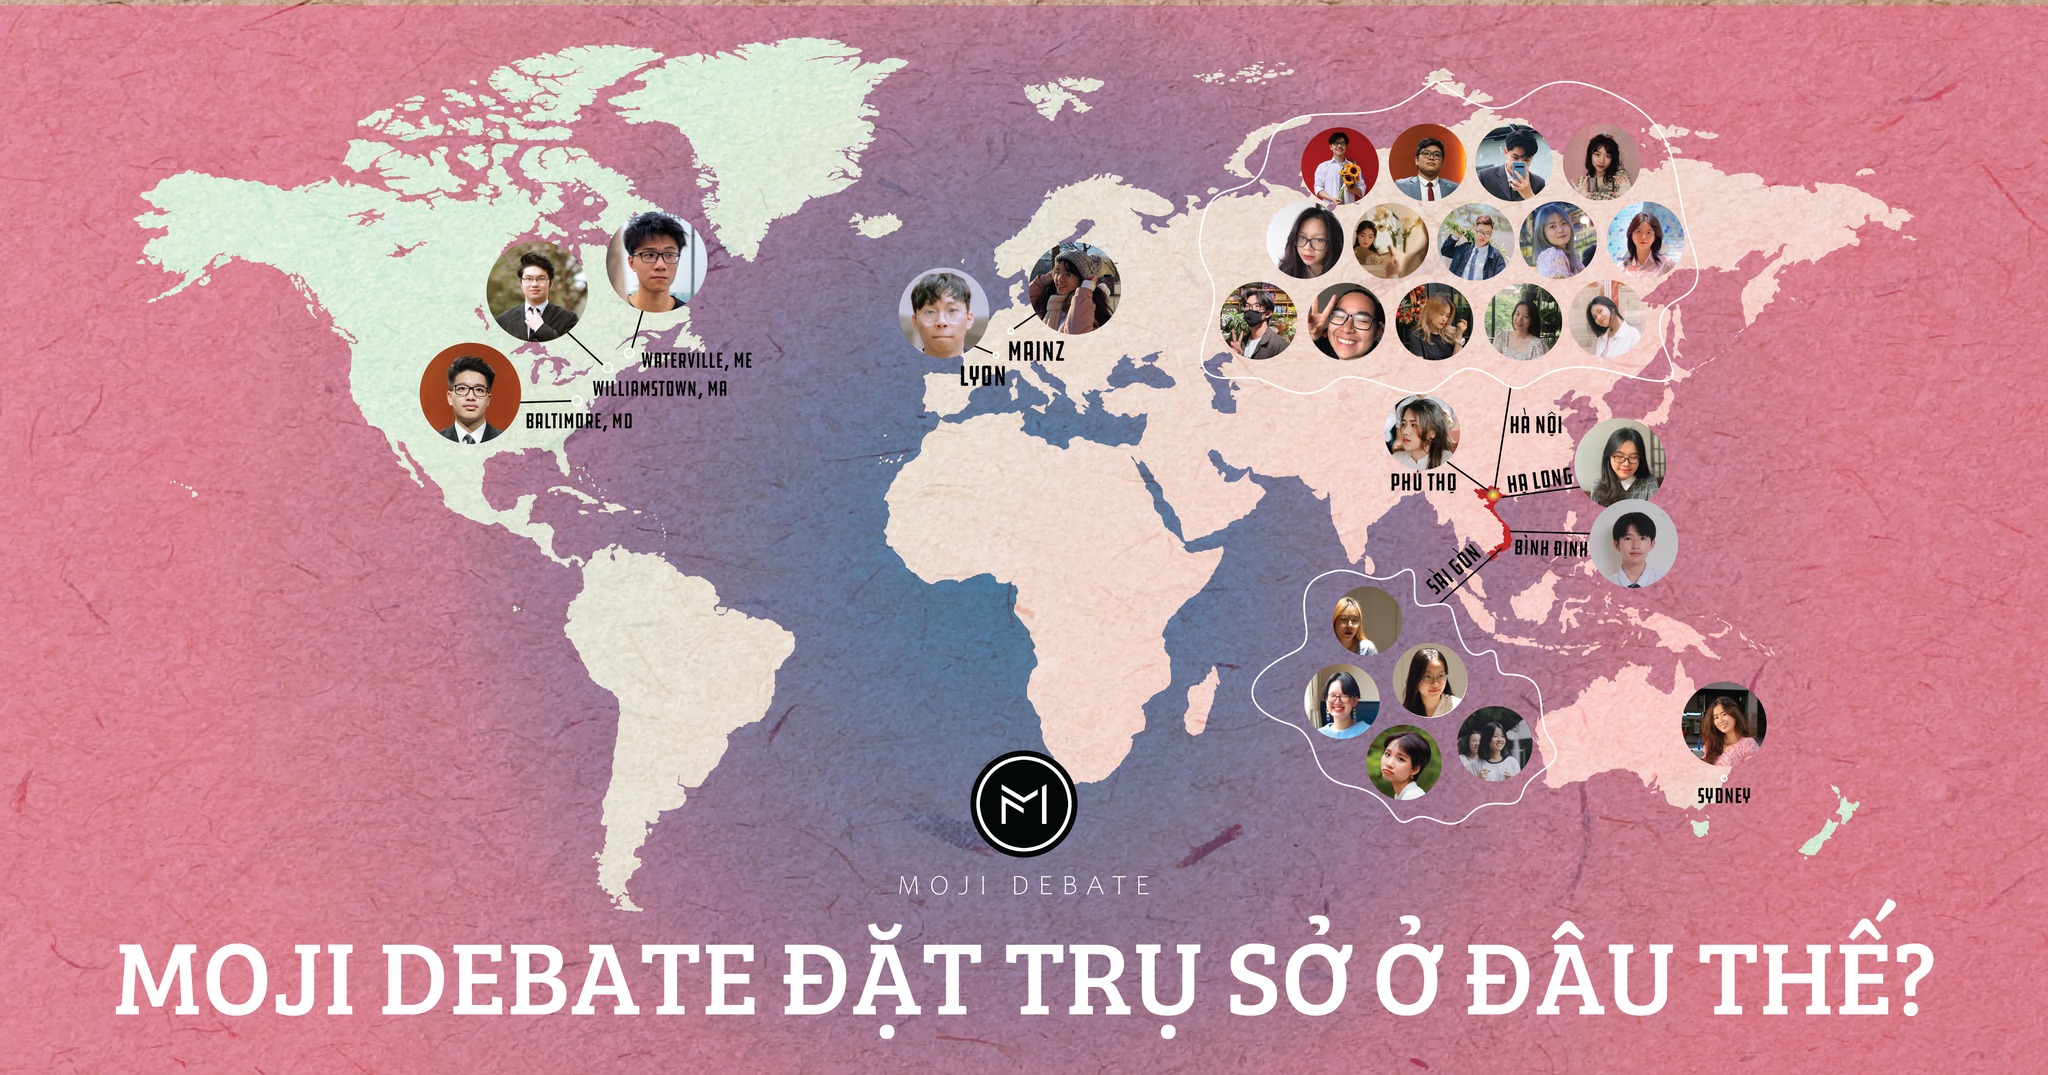 WATERVILLE, ME
WILLIAMSTOWN, MA
BALTIMORE, MD
MAINZ
LYON
HÀ NỘI
PHÚ THỌ
HẠ LONG
BÌNH ĐỊNH
SÀI GÒN
SYDNEY
M
MOJI DEBATE
MOJI DEBATE ĐẶT TRỤ SỞ Ở ĐÂU THẾ?